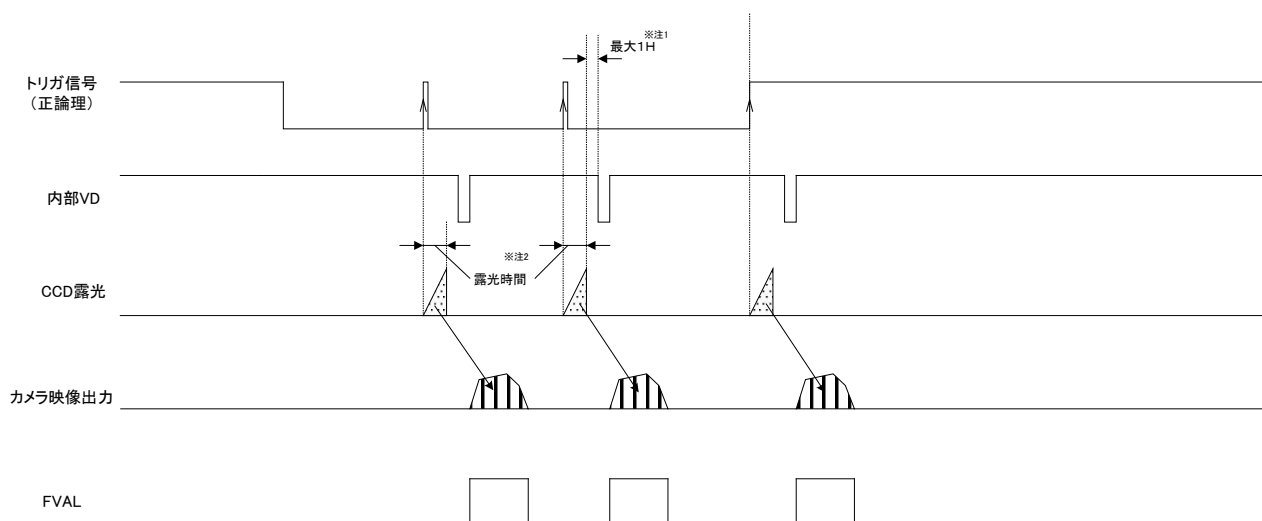 ※注1
最大1H
トリガ信号
(正論理)
内部VD
※注2
露光時間
CCD露光
カメラ映像出力
FVAL